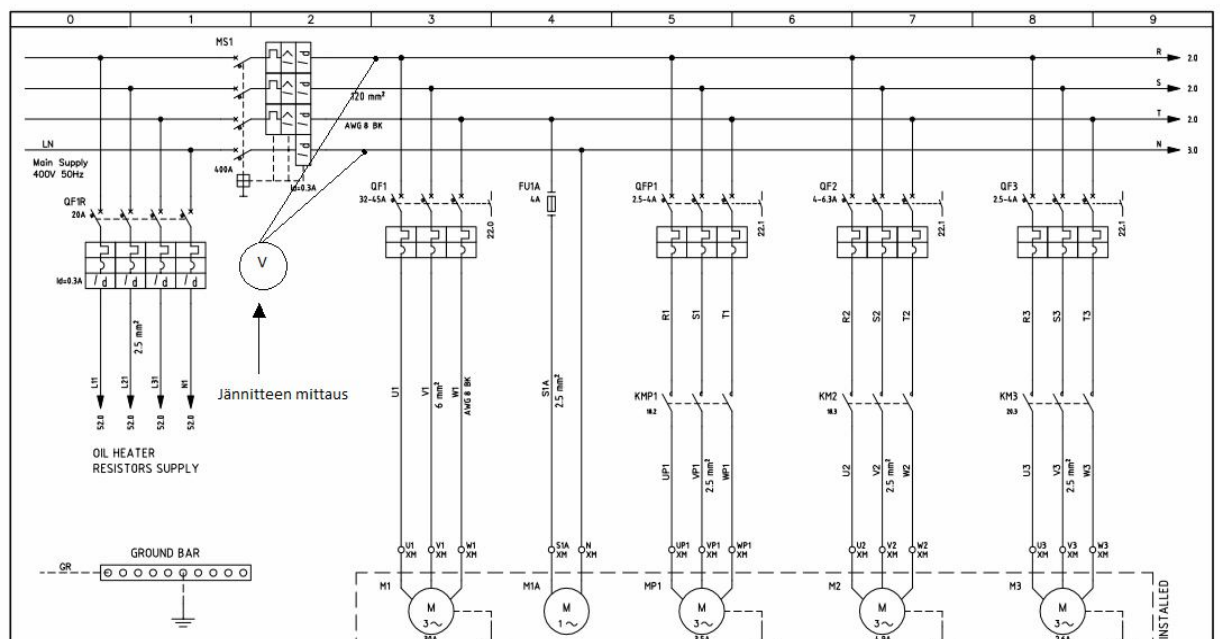 0 1 2 3 4 5 6 7 8 9
MS1
R 2.0
S 2.0
120 mm²
T 2.0
AWG 8 BK
LN
N 3.0
Main Supply
400V 50Hz
400A
Id=0.3A
QF1R
20A
QF1
32-45A
22.0
FU1A
4A
QFP1
2.5-4A
22.1
QF2
4-6.3A
22.1
QF3
2.5-4A
22.1
V
Id=0.3A
d d d d
2.5 mm²
R1 S1 T1
R2 S2 T2
R3 S3 T3
Jännitteen mittaus
L11 L21 L31 N1
52.0 52.0 52.0 52.0
U1 V1 6 mm² W1 AWG 8 BK
S1A 2.5 mm²
KMP1
18.2
KM2
18.3
KM3
20.3
OIL HEATER
RESISTORS SUPPLY
UP1 VP1 2.5 mm² WP1
U2 V2 2.5 mm² W2
U3 V3 2.5 mm² W3
GROUND BAR
GR
U1 V1 W1 S1A N UP1 VP1 WP1 U2 V2 W2 U3 V3 W3
XM XM XM XM XM XM XM XM XM XM XM XM XM XM
M1 M1A MP1 M2 M3
M M M M M
3~ 1~ 3~ 3~ 3~
INSTALLED